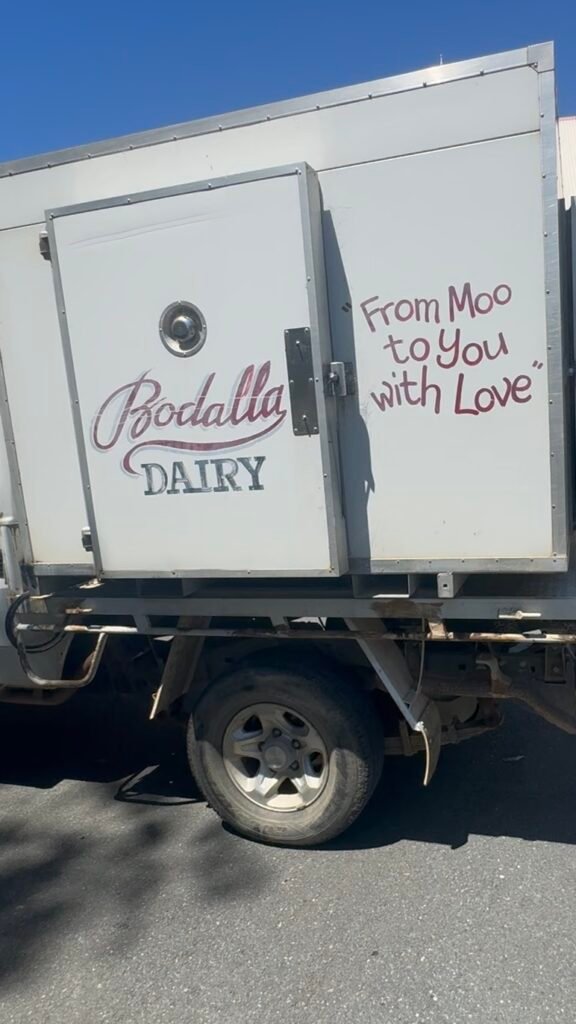 Bodalla
DAIRY
"From Moo
to You
with Love"